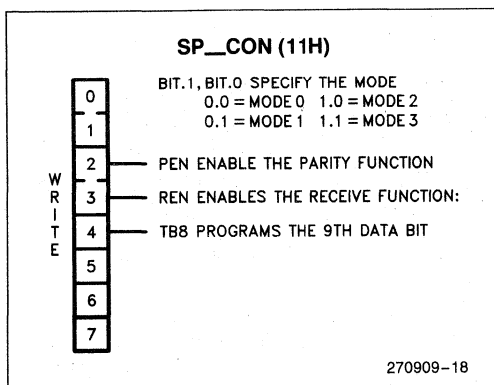 SP__CON (11H)
BIT.1, BIT.0 SPECIFY THE MODE
0.0 = MODE 0 1.0 = MODE 2
0.1 = MODE 1 1.1 = MODE 3
WRITE
0
1
2 PEN ENABLE THE PARITY FUNCTION
3 REN ENABLES THE RECEIVE FUNCTION:
4 TB8 PROGRAMS THE 9TH DATA BIT
5
6
7
270909-18